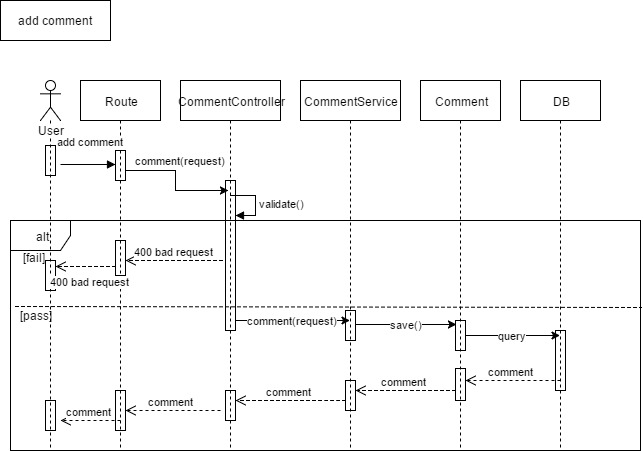 add comment
Route
CommentController
CommentService
Comment
DB
User
add comment
comment(request)
validate()
alt
[fail]
400 bad request
400 bad request
[pass]
comment(request)
save()
query
comment
comment
comment
comment
comment